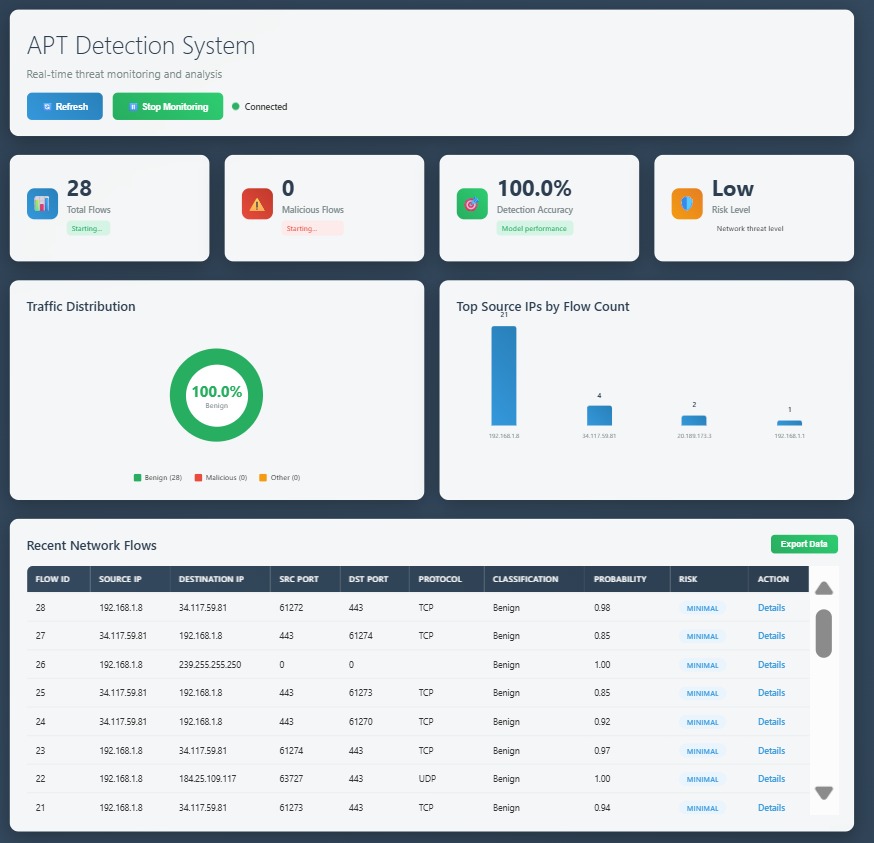 APT Detection System
Real-time threat monitoring and analysis
Refresh Stop Monitoring Connected
28
Total Flows
Starting...
0
Malicious Flows
Starting...
100.0%
Detection Accuracy
Model performance
Low
Risk Level
Network threat level
Traffic Distribution
100.0%
Benign
Benign (28) Malicious (0) Other (0)
Top Source IPs by Flow Count
21
4
2
1
192.168.1.8 34.117.59.81 20.189.173.3 192.168.1.1
Recent Network Flows
Export Data
FLOW ID SOURCE IP DESTINATION IP SRC PORT DST PORT PROTOCOL CLASSIFICATION PROBABILITY RISK ACTION
28 192.168.1.8 34.117.59.81 61272 443 TCP Benign 0.98 MINIMAL Details
27 34.117.59.81 192.168.1.8 443 61274 TCP Benign 0.85 MINIMAL Details
26 192.168.1.8 239.255.255.250 0 0 Benign 1.00 MINIMAL Details
25 34.117.59.81 192.168.1.8 443 61273 TCP Benign 0.85 MINIMAL Details
24 34.117.59.81 192.168.1.8 443 61270 TCP Benign 0.92 MINIMAL Details
23 34.117.59.81 192.168.1.8 443 61274 TCP Benign 0.97 MINIMAL Details
22 192.168.1.8 184.25.109.117 63727 443 UDP Benign 1.00 MINIMAL Details
21 192.168.1.8 34.117.59.81 61273 443 TCP Benign 0.94 MINIMAL Details